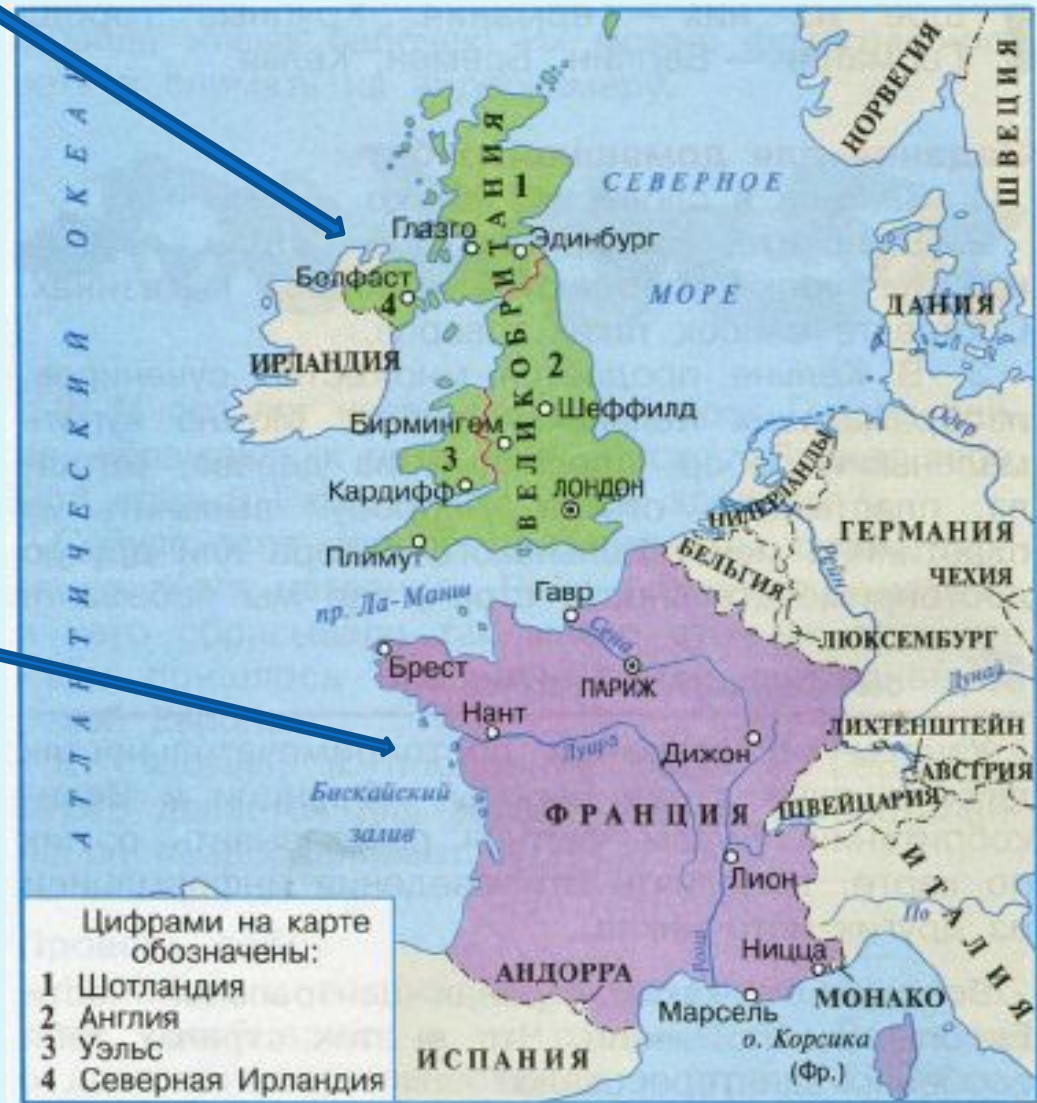 АТЛАНТИЧЕСКИЙ ОКЕАН
НОРВЕГИЯ
ШВЕЦИЯ
СЕВЕРНОЕ
МОРЕ
ВЕЛИКОБРИТАНИЯ
1
Глазго
Эдинбург
Белфаст
4
ДАНИЯ
ИРЛАНДИЯ
2
Шеффилд
Бирмингем
3
Кардифф
ЛОНДОН
Плимут
НИДЕРЛАНДЫ
БЕЛЬГИЯ
Рейн
ГЕРМАНИЯ
ЧЕХИЯ
ЛЮКСЕМБУРГ
пр. Ла-Манш
Гавр
Сена
Брест
ПАРИЖ
Дунай
Нант
Луара
Дижон
ЛИХТЕНШТЕЙН
АВСТРИЯ
ШВЕЙЦАРИЯ
Бискайский
залив
ФРАНЦИЯ
Лион
ИТАЛИЯ
По
Рона
Ницца
АНДОРРА
МОНАКО
Марсель
о. Корсика
(Фр.)
ИСПАНИЯ
Цифрами на карте
обозначены:
1 Шотландия
2 Англия
3 Уэльс
4 Северная Ирландия